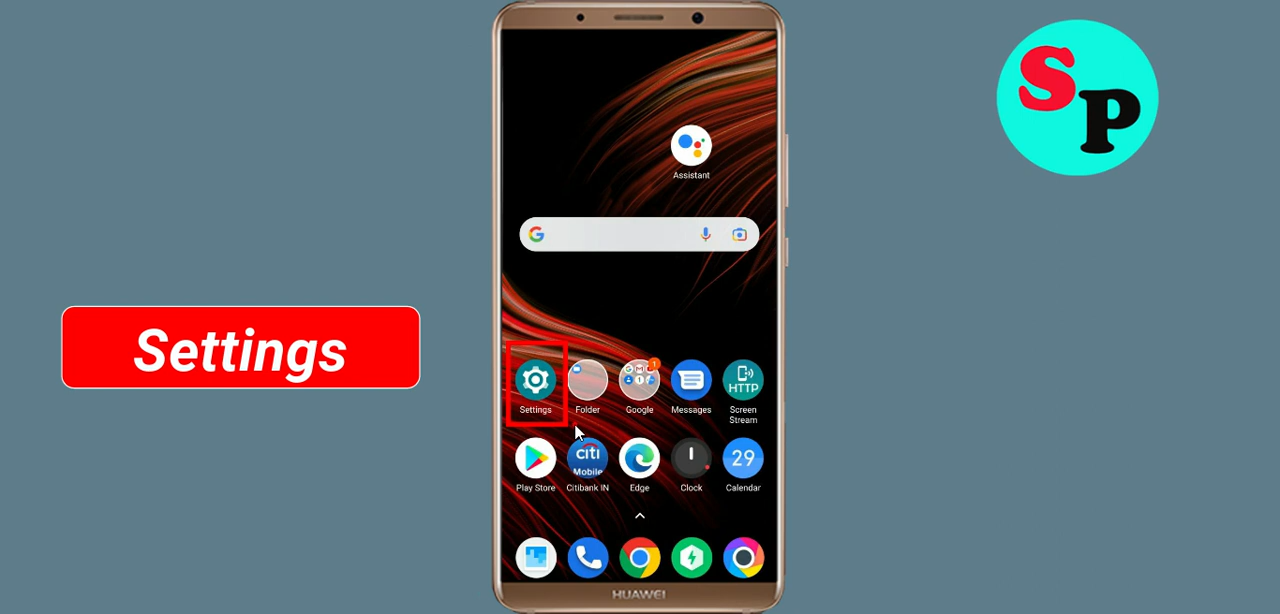 SP
Assistant
G
Settings
Settings
Folder
Google
1
Messages
HTTP
Screen
Stream
Play Store
citi
Mobile
Citibank IN
Edge
Clock
29
Calendar
HUAWEI